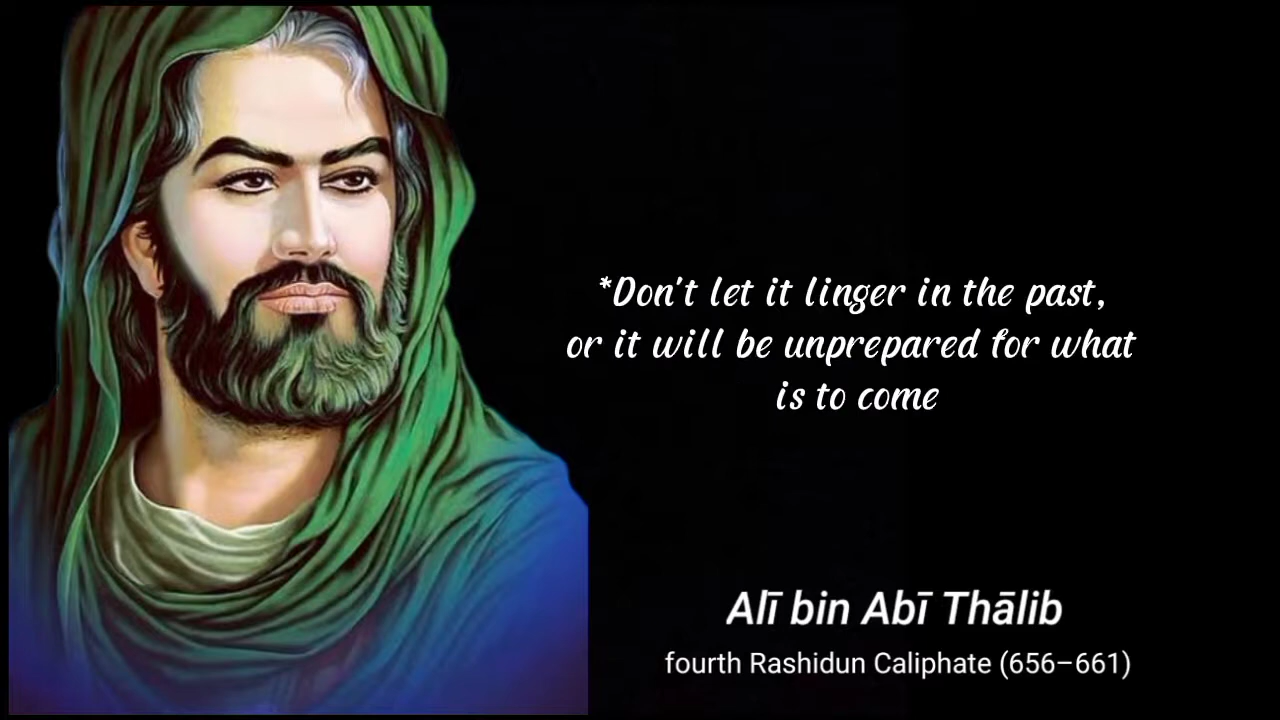 *Don't let it linger in the past,
or it will be unprepared for what
is to come
Alī bin Abī Thālib
fourth Rashidun Caliphate (656–661)